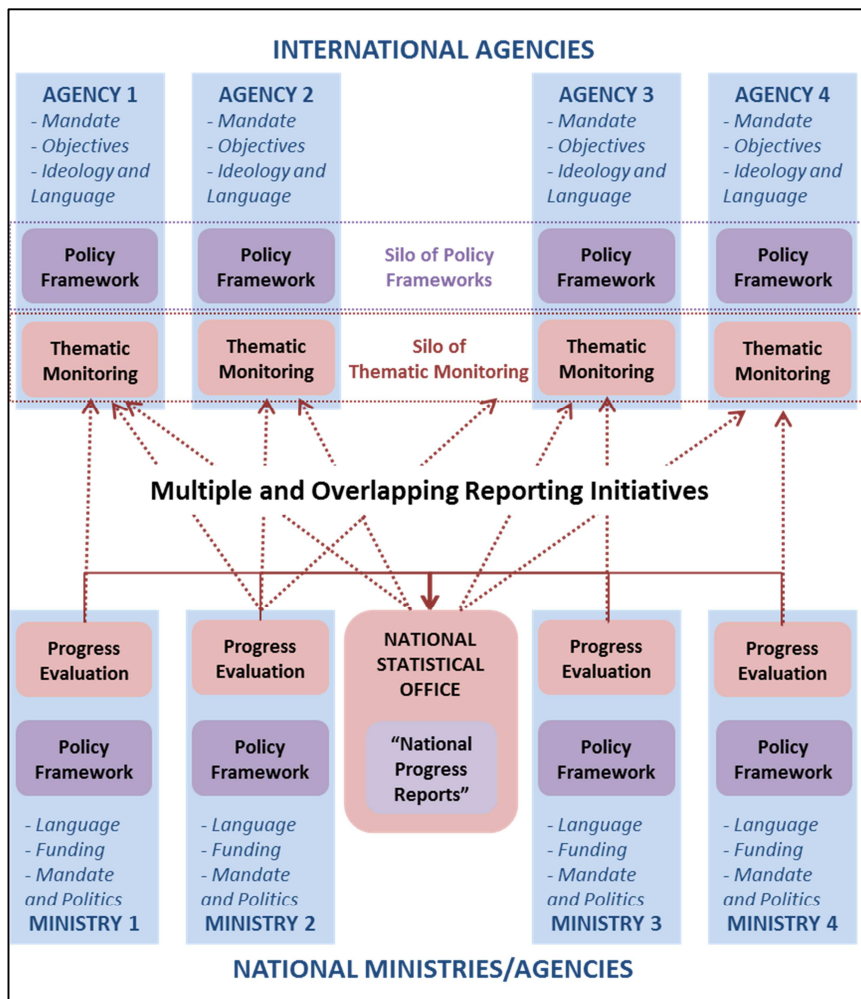 INTERNATIONAL AGENCIES
AGENCY 1
- Mandate
- Objectives
- Ideology and
Language
AGENCY 2
- Mandate
- Objectives
- Ideology and
Language
AGENCY 3
- Mandate
- Objectives
- Ideology and
Language
AGENCY 4
- Mandate
- Objectives
- Ideology and
Language
Policy
Framework
Policy
Framework
Silo of Policy
Frameworks
Policy
Framework
Policy
Framework
Thematic
Monitoring
Thematic
Monitoring
Silo of
Thematic Monitoring
Thematic
Monitoring
Thematic
Monitoring
Multiple and Overlapping Reporting Initiatives
Progress
Evaluation
Progress
Evaluation
NATIONAL
STATISTICAL
OFFICE
“National
Progress
Reports”
Progress
Evaluation
Progress
Evaluation
Policy
Framework
Policy
Framework
Policy
Framework
Policy
Framework
- Language
- Funding
- Mandate
and Politics
MINISTRY 1
- Language
- Funding
- Mandate
and Politics
MINISTRY 2
- Language
- Funding
- Mandate
and Politics
MINISTRY 3
- Language
- Funding
- Mandate
and Politics
MINISTRY 4
NATIONAL MINISTRIES/AGENCIES